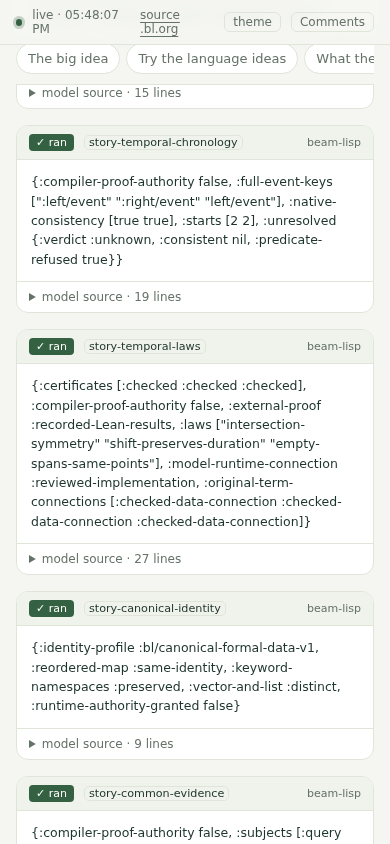 live · 05:48:07 PM
source.bl.org
theme
Comments
The big idea
Try the language ideas
What the
▶ model source · 15 lines
✓ ran
story-temporal-chronology
beam-lisp
{:compiler-proof-authority false, :full-event-keys
[":left/event" ":right/event" "left/event"], :native-
consistency [true true], :starts [2 2], :unresolved
{:verdict :unknown, :consistent nil, :predicate-
refused true}}
▶ model source · 19 lines
✓ ran
story-temporal-laws
beam-lisp
{:certificates [:checked :checked :checked],
:compiler-proof-authority false, :external-proof
:recorded-Lean-results, :laws ["intersection-
symmetry" "shift-preserves-duration" "empty-
spans-same-points"], :model-runtime-connection
:reviewed-implementation, :original-term-
connections [:checked-data-connection :checked-
data-connection :checked-data-connection]}
▶ model source · 27 lines
✓ ran
story-canonical-identity
beam-lisp
{:identity-profile :bl/canonical-formal-data-v1,
:reordered-map :same-identity, :keyword-
namespaces :preserved, :vector-and-list :distinct,
:runtime-authority-granted false}
▶ model source · 9 lines
✓ ran
story-common-evidence
beam-lisp
{:compiler-proof-authority false, :subjects [:query